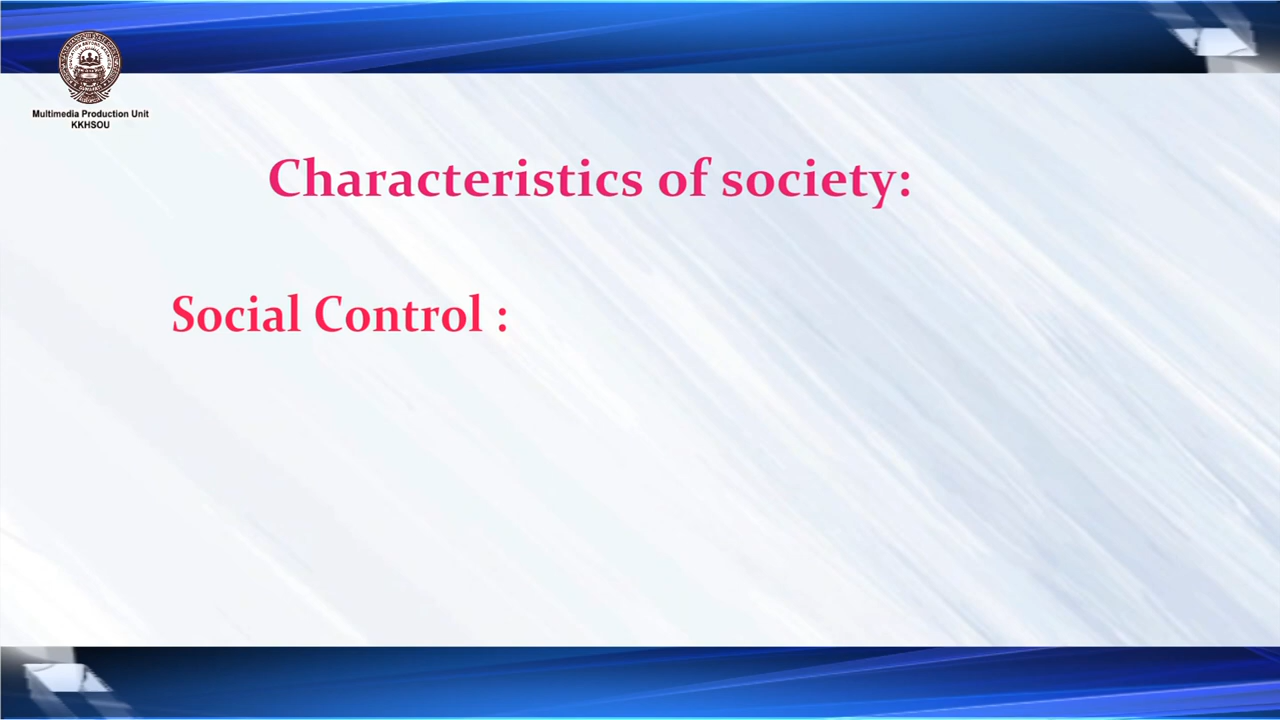 Multimedia Production Unit
KKHSOU
Characteristics of society:
Social Control :